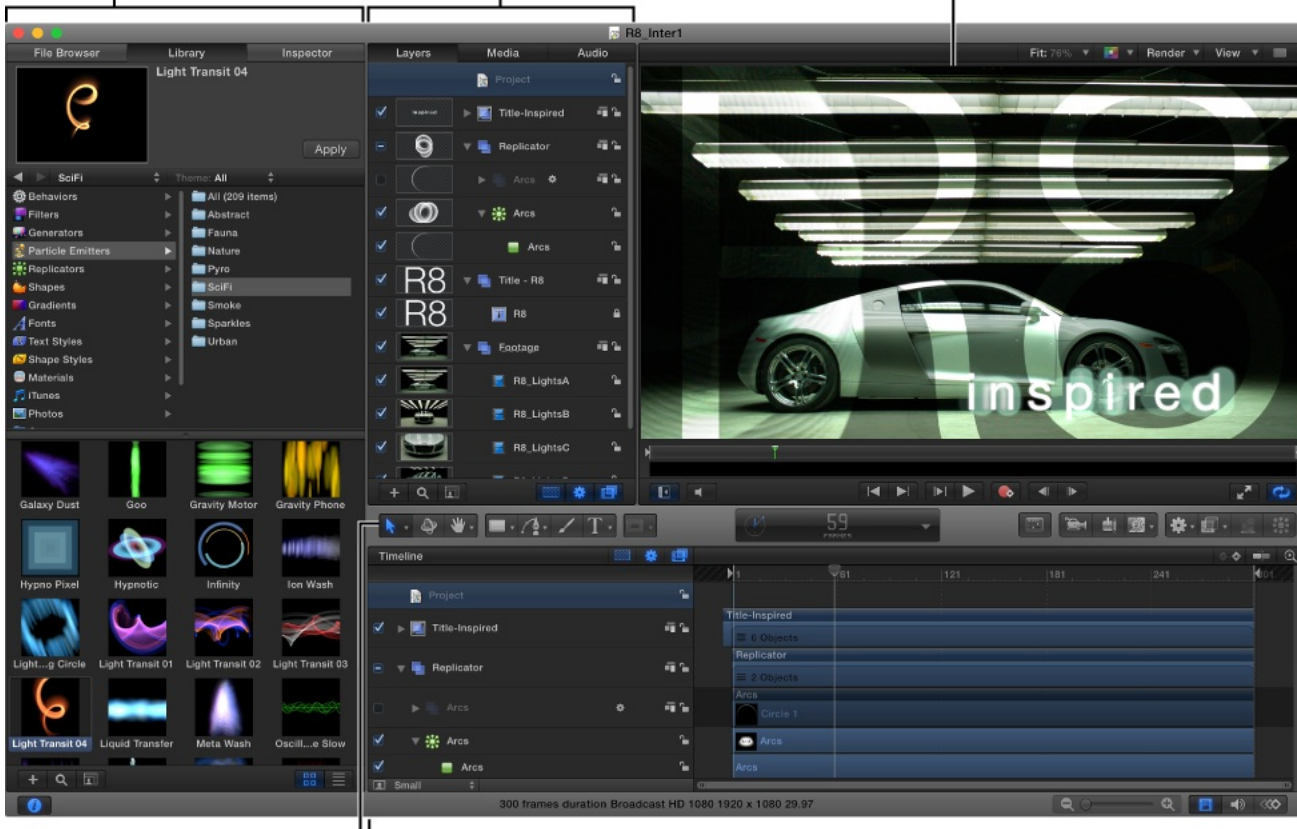 R8_Inter1
File Browser
Library
Inspector
Light Transit 04
Apply
SciFi
Theme: All
Behaviors
Filters
Generators
Particle Emitters
Replicators
Shapes
Gradients
Fonts
Text Styles
Shape Styles
Materials
iTunes
Photos
All (209 items)
Abstract
Fauna
Nature
Pyro
SciFi
Smoke
Sparkles
Urban
Galaxy Dust
Goo
Gravity Motor
Gravity Phone
Hypno Pixel
Hypnotic
Infinity
Ion Wash
Light...g Circle
Light Transit 01
Light Transit 02
Light Transit 03
Light Transit 04
Liquid Transfer
Meta Wash
Oscill...e Slow
Layers
Media
Audio
Project
inspired
Title-Inspired
Replicator
Arcs
Arcs
Arcs
R8
Title - R8
R8
R8
Footage
R8_LightsA
R8_LightsB
R8_LightsC
Fit: 76%
Render
View
R8
inspired
T
59
FRAMES
Timeline
1
61
121
181
241
301
Project
Title-Inspired
Replicator
Arcs
Arcs
Arcs
Title-Inspired
6 Objects
Replicator
2 Objects
Arcs
Circle 1
Arcs
Arcs
Small
300 frames duration Broadcast HD 1080 1920 x 1080 29.97